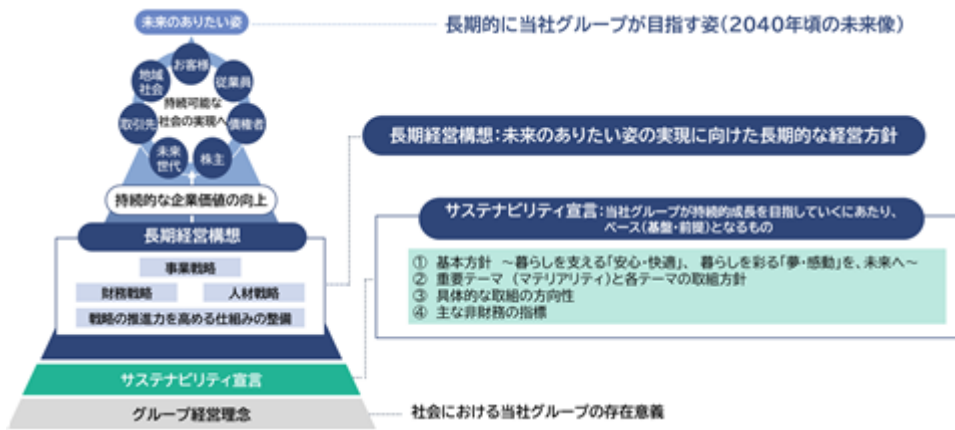 未来のありたい姿
長期的に当社グループが目指す姿(2040年頃の未来像)
お客様
地域
社会
従業員
持続可能な
社会の実現へ
取引先
債権者
未来
世代
株主
持続的な企業価値の向上
長期経営構想
事業戦略
財務戦略
人材戦略
戦略の推進力を高める仕組みの整備
サステナビリティ宣言
グループ経営理念
長期経営構想:未来のありたい姿の実現に向けた長期的な経営方針
サステナビリティ宣言:当社グループが持続的成長を目指していくにあたり、
ベース(基盤・前提)となるもの
① 基本方針 ~暮らしを支える「安心・快適」、暮らしを彩る「夢・感動」を、未来へ~
② 重要テーマ (マテリアリティ)と各テーマの取組方針
③ 具体的な取組の方向性
④ 主な非財務の指標
社会における当社グループの存在意義